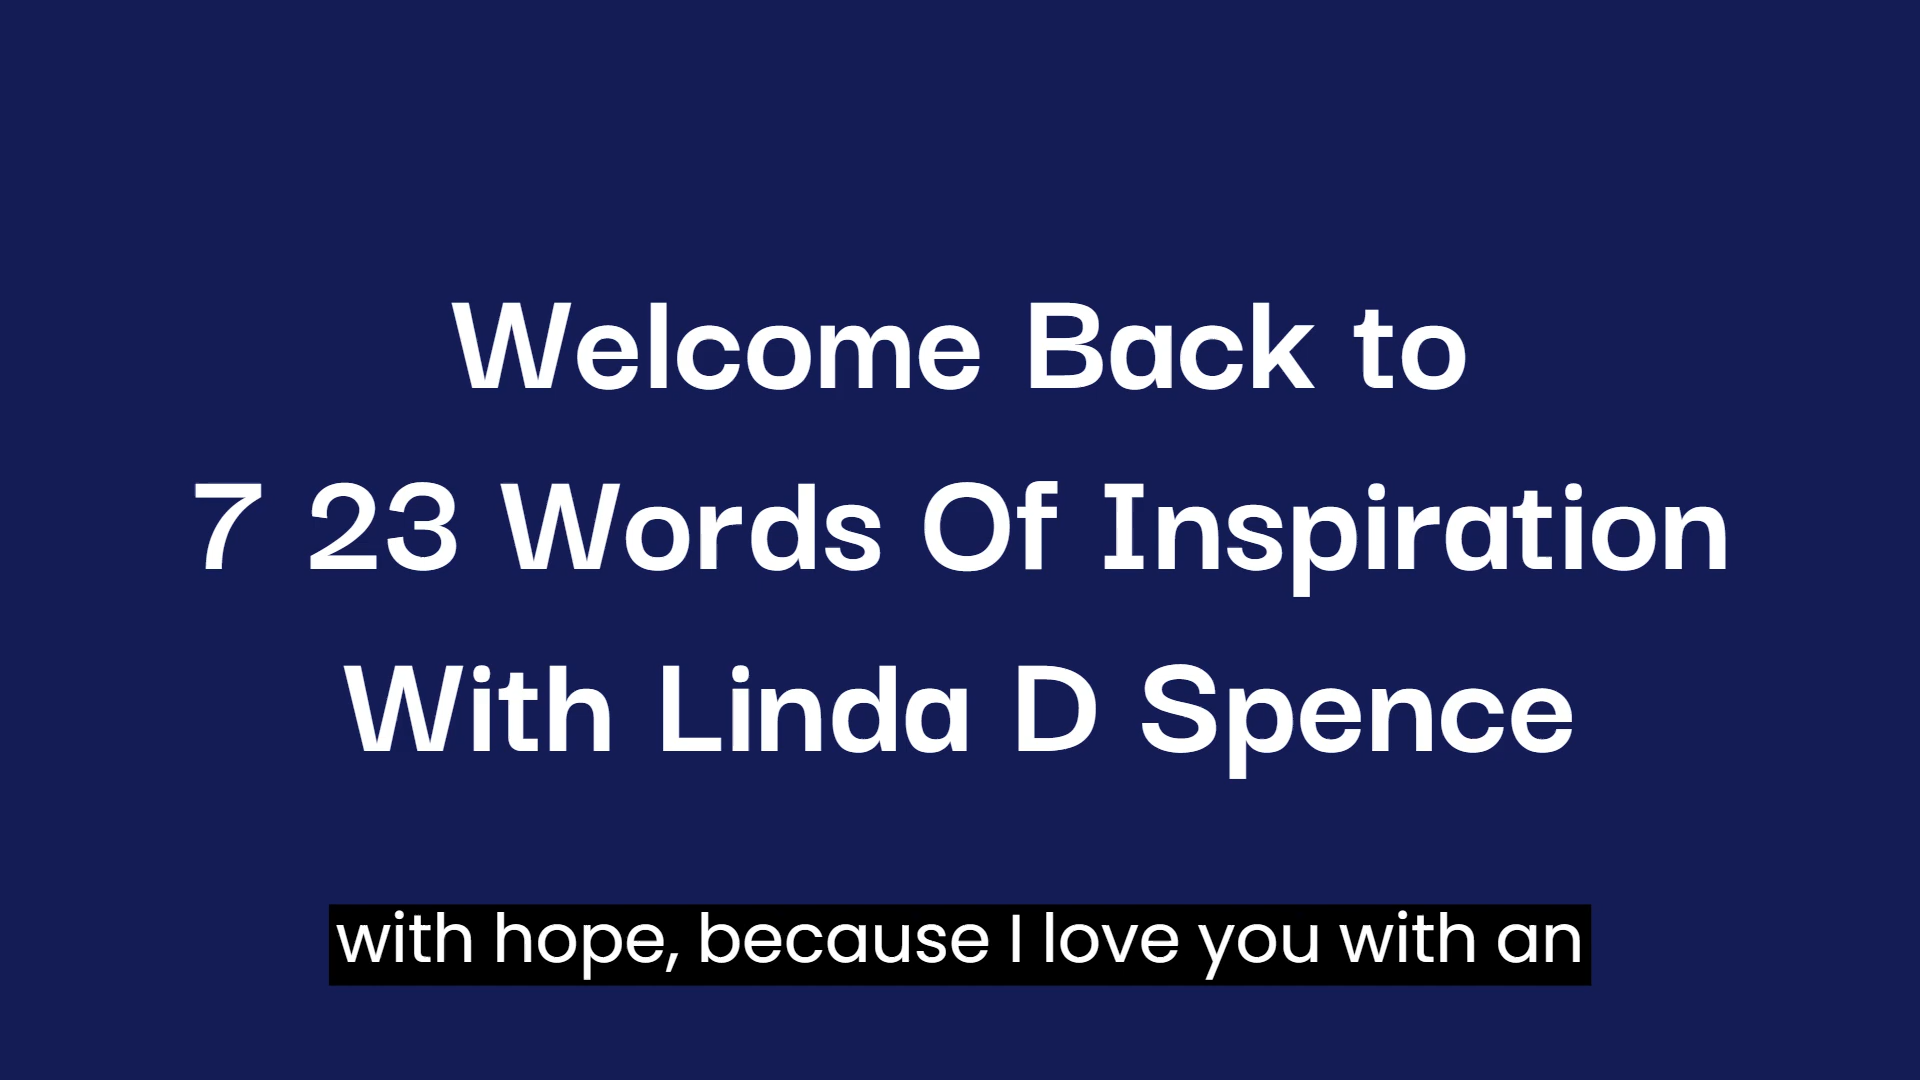 Welcome Back to
7 23 Words Of Inspiration
With Linda D Spence
with hope, because I love you with an